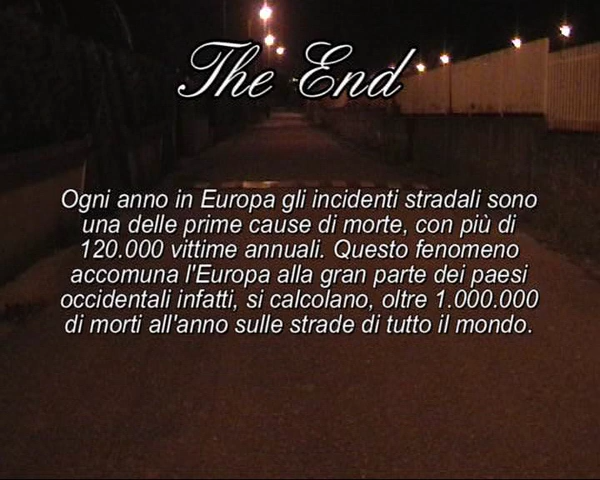 The End
Ogni anno in Europa gli incidenti stradali sono
una delle prime cause di morte, con più di
120.000 vittime annuali. Questo fenomeno
accomuna l'Europa alla gran parte dei paesi
occidentali infatti, si calcolano, oltre 1.000.000
di morti all'anno sulle strade di tutto il mondo.